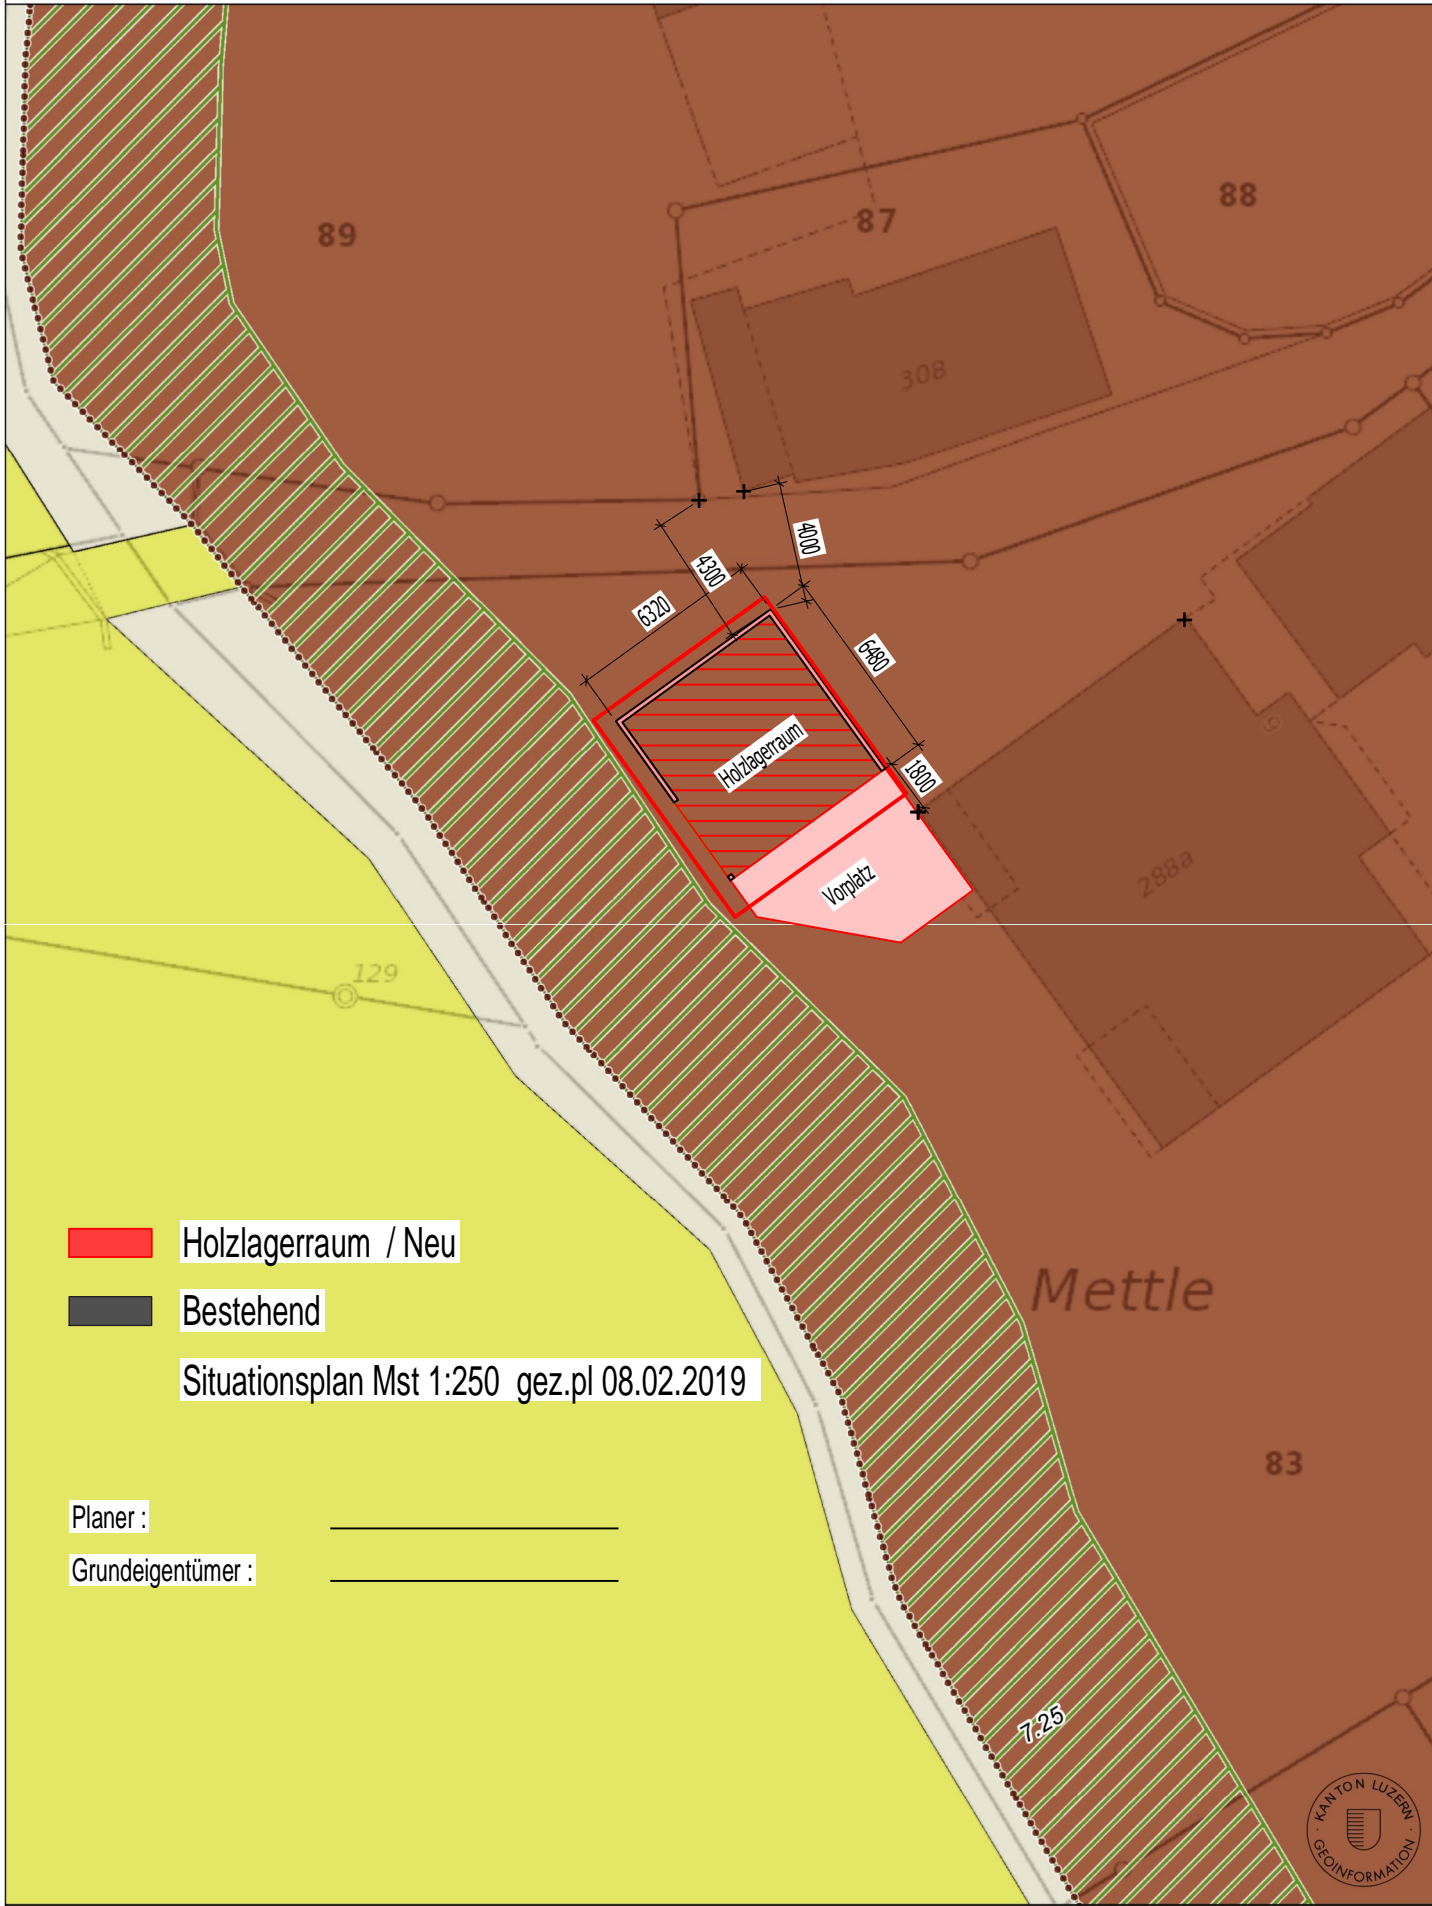 88
87
89
308
4000
4300
6320
6480
Holzlagerraum
1800
9
Vorplatz
288a
129
Holzlagerraum / Neu
Bestehend
Mettle
Situationsplan Mst 1:250 gez.pl 08.02.2019
83
Planer :
Grundeigentümer :
7.25
KANTON LUZERN
GEOINFORMATION